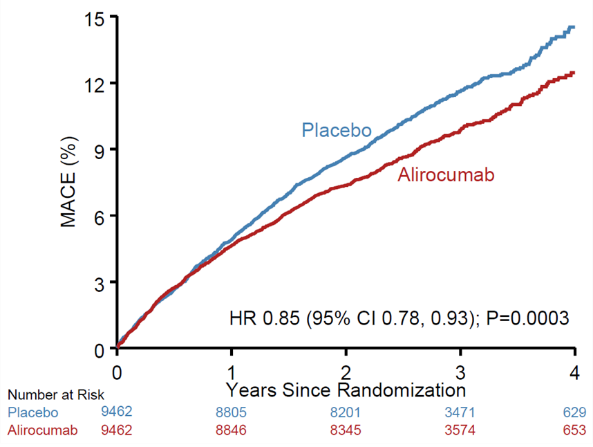 15
12
9
6
3
0
MACE (%)
Placebo
Alirocumab
HR 0.85 (95% CI 0.78, 0.93); P=0.0003
0 1 2 3 4
Years Since Randomization
Number at Risk
Placebo 9462 8805 8201 3471 629
Alirocumab 9462 8846 8345 3574 653